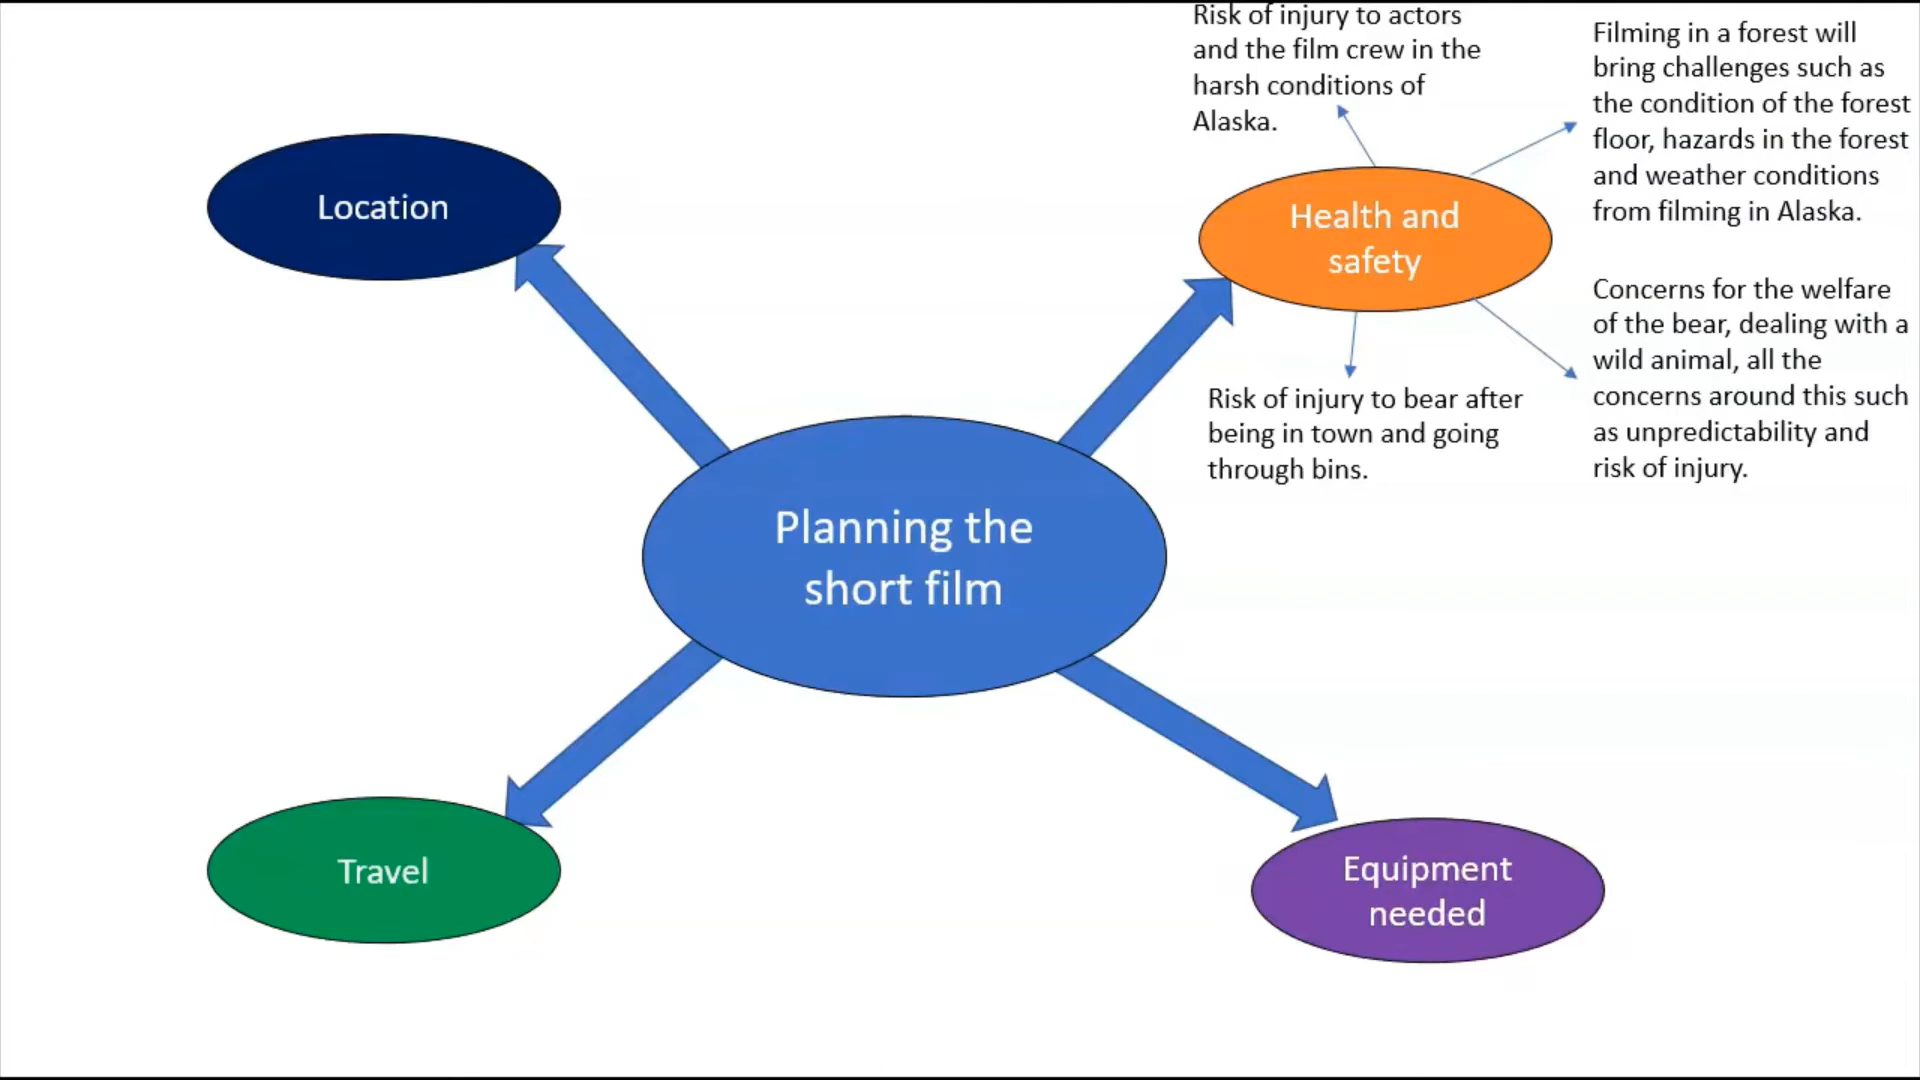 Risk of injury to actors
and the film crew in the
harsh conditions of
Alaska.
Filming in a forest will
bring challenges such as
the condition of the forest
floor, hazards in the forest
and weather conditions
from filming in Alaska.
Location
Health and
safety
Concerns for the welfare
of the bear, dealing with a
wild animal, all the
concerns around this such
as unpredictability and
risk of injury.
Risk of injury to bear after
being in town and going
through bins.
Planning the
short film
Travel
Equipment
needed